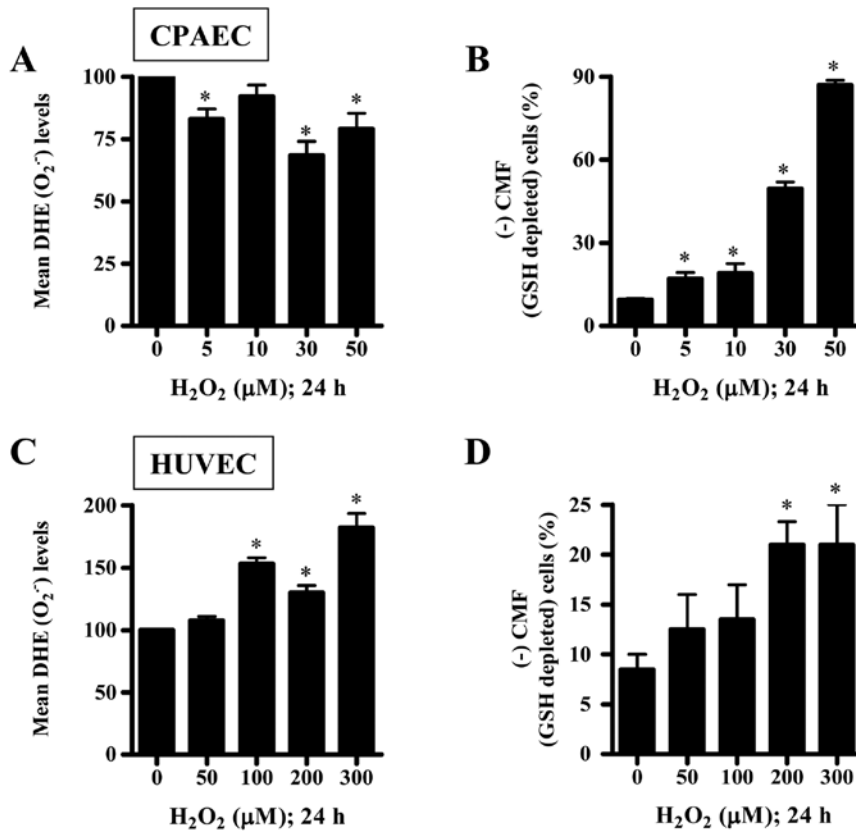 CPAEC
A
Mean DHE (O₂⁻) levels
100
75
50
25
0
*
*
*
0 5 10 30 50
H₂O₂ (μM); 24 h
B
(-) CMF
(GSH depleted) cells (%)
90
60
30
0
*
*
*
*
0 5 10 30 50
H₂O₂ (μM); 24 h
C
HUVEC
Mean DHE (O₂⁻) levels
200
150
100
50
0
*
*
*
0 50 100 200 300
H₂O₂ (μM); 24 h
D
(-) CMF
(GSH depleted) cells (%)
25
20
15
10
5
0
*
*
0 50 100 200 300
H₂O₂ (μM); 24 h